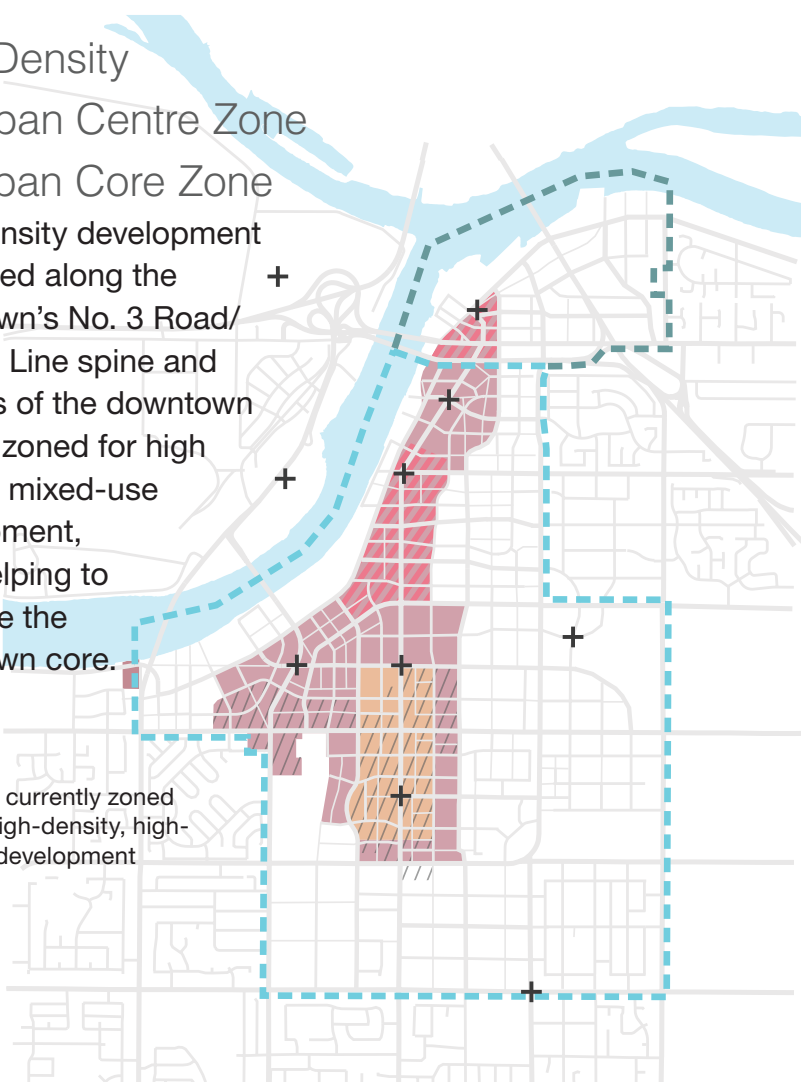 Density
ban Centre Zone
ban Core Zone
nsity development
ed along the
wn's No. 3 Road/
Line spine and
s of the downtown
zoned for high
mixed-use
ment,
elping to
e the
wn core.
currently zoned
igh-density, high-
development